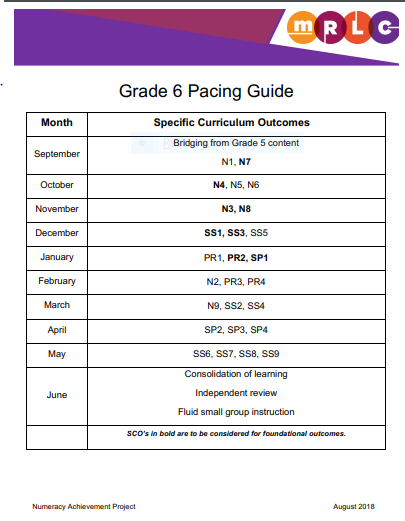 mRLC
Grade 6 Pacing Guide
Month Specific Curriculum Outcomes
September Bridging from Grade 5 content
N1, N7
October N4, N5, N6
November N3, N8
December SS1, SS3, SS5
January PR1, PR2, SP1
February N2, PR3, PR4
March N9, SS2, SS4
April SP2, SP3, SP4
May SS6, SS7, SS8, SS9
June Consolidation of learning
Independent review
Fluid small group instruction
SCO's in bold are to be considered for foundational outcomes.
Numeracy Achievement Project August 2018